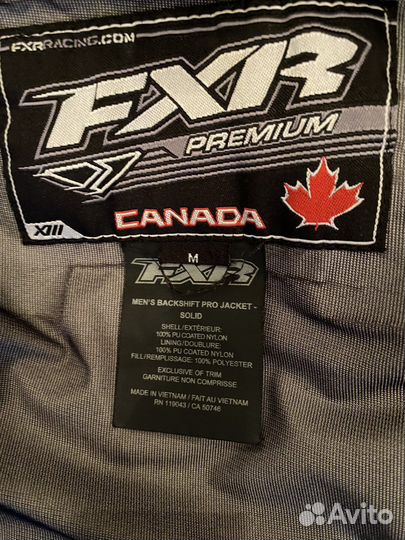 FXRRACING.COM
FXR
PREMIUM
XIII
CANADA
M
FXR
MEN'S BACKSHIFT PRO JACKET -
SOLID
SHELL/EXTÉRIEUR:
100% PU COATED NYLON
LINING/DOUBLURE:
100% PU COATED NYLON
FILL/REMPLISSAGE: 100% POLYESTER
EXCLUSIVE OF TRIM
GARNITURE NON COMPRISE
MADE IN VIETNAM / FAIT AU VIETNAM
RN 119043 / CA 50746
Avito